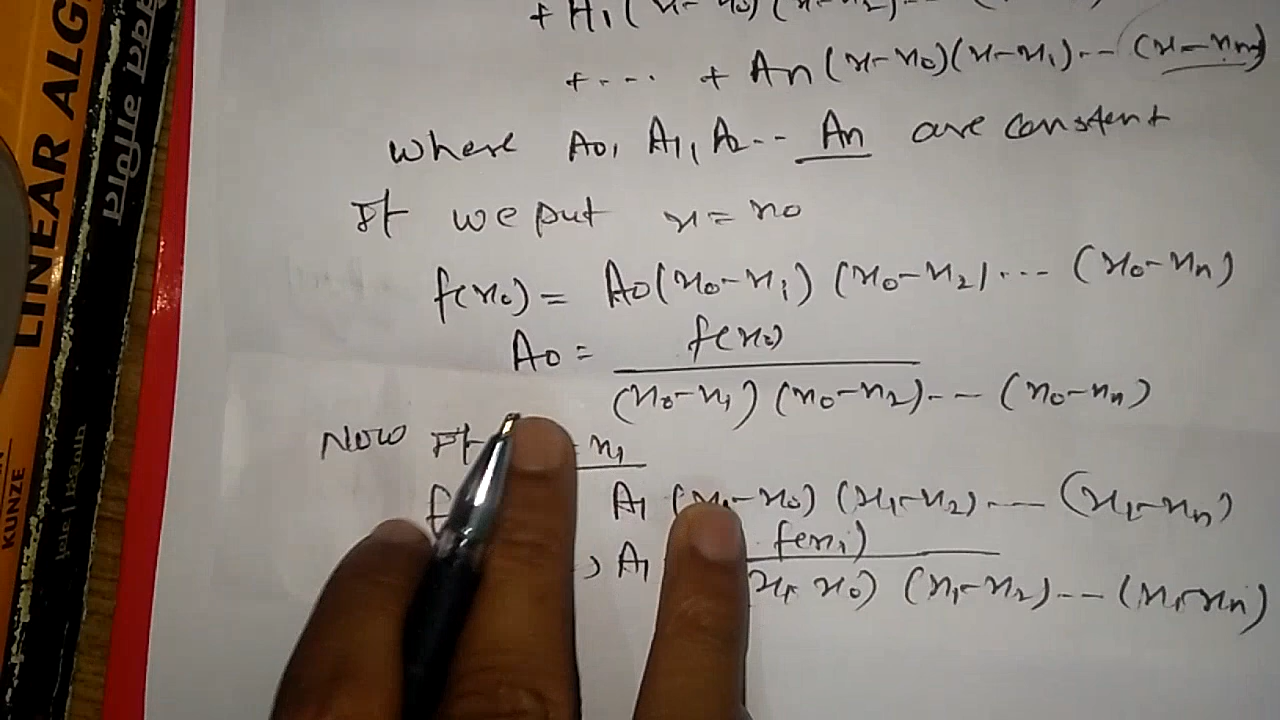 + A1(x-x0)(x-x2)...
+ .... + An(x-x0)(x-x1)...(x-xn)
where A0, A1, A2.. An are constent
If we put x = x0
f(x0) = A0(x0-x1)(x0-x2)....(x0-xn)
A0 = f(x0)
(x0-x1)(x0-x2)...(x0-xn)
Now If x1
A1(x1-x0)(x1-x2)....(x1-xn)
A1 f(x1)
x1-x0)(x1-x2)...(x1-xn)
LINEAR ALG
KUNZE